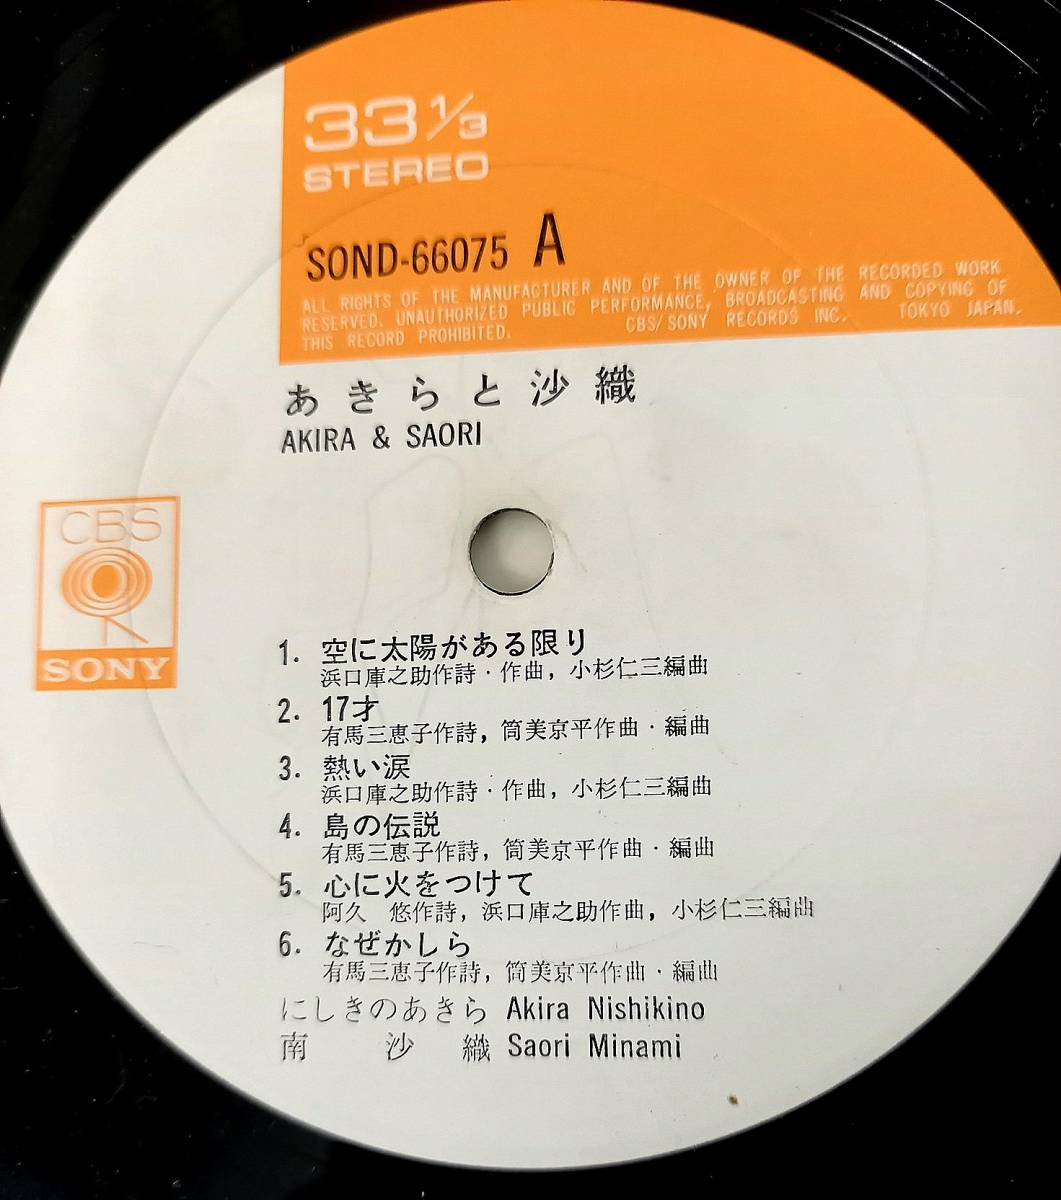 33 1/3
STEREO
SOND-66075 A
ALL RIGHTS OF THE MANUFACTURER AND OF THE OWNER OF THE RECORDED WORK
RESERVED. UNAUTHORIZED PUBLIC PERFORMANCE, BROADCASTING AND COPYING OF
THIS RECORD PROHIBITED. CBS/SONY RECORDS INC. TOKYO JAPAN.
あきらと沙織
AKIRA & SAORI
CBS
SONY
1. 空に太陽がある限り
浜口庫之助作詩・作曲, 小杉仁三編曲
2. 17才
有馬三恵子作詩, 筒美京平作曲・編曲
3. 熱い涙
浜口庫之助作詩・作曲, 小杉仁三編曲
4. 島の伝説
有馬三恵子作詩, 筒美京平作曲・編曲
5. 心に火をつけて
阿久 悠作詩, 浜口庫之助作曲, 小杉仁三編曲
6. なぜかしら
有馬三恵子作詩, 筒美京平作曲・編曲
にしきのあきら Akira Nishikino
南 沙 織 Saori Minami